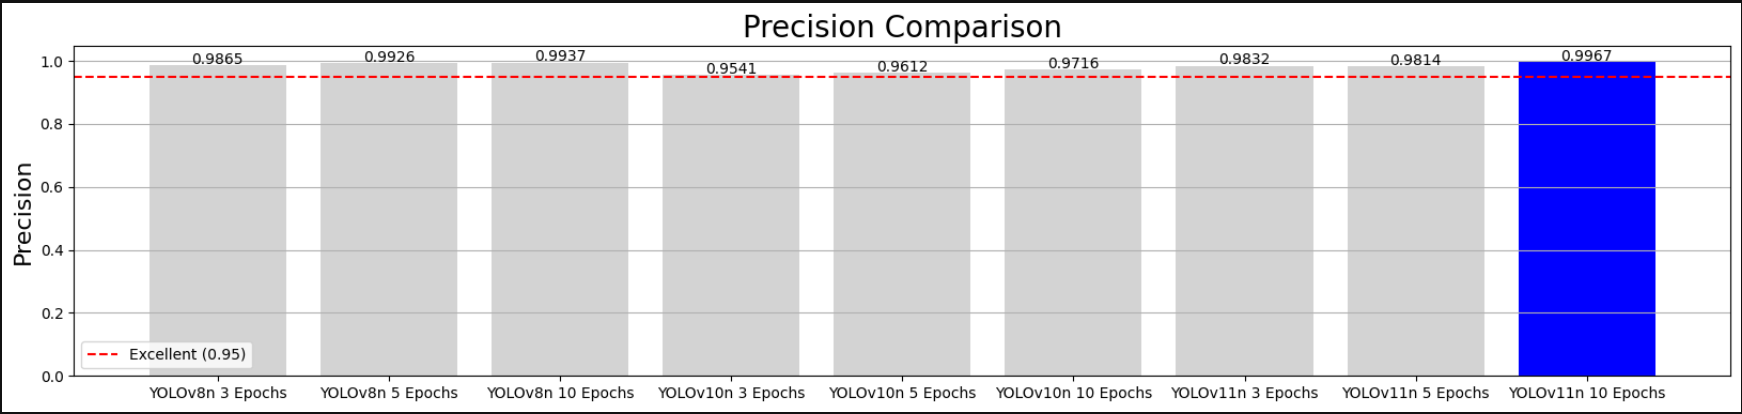 Precision Comparison
0.9865 0.9926 0.9937 0.9541 0.9612 0.9716 0.9832 0.9814 0.9967
1.0
0.8
0.6
0.4
0.2
0.0
Precision
Excellent (0.95)
YOLOv8n 3 Epochs YOLOv8n 5 Epochs YOLOv8n 10 Epochs YOLOv10n 3 Epochs YOLOv10n 5 Epochs YOLOv10n 10 Epochs YOLOv11n 3 Epochs YOLOv11n 5 Epochs YOLOv11n 10 Epochs